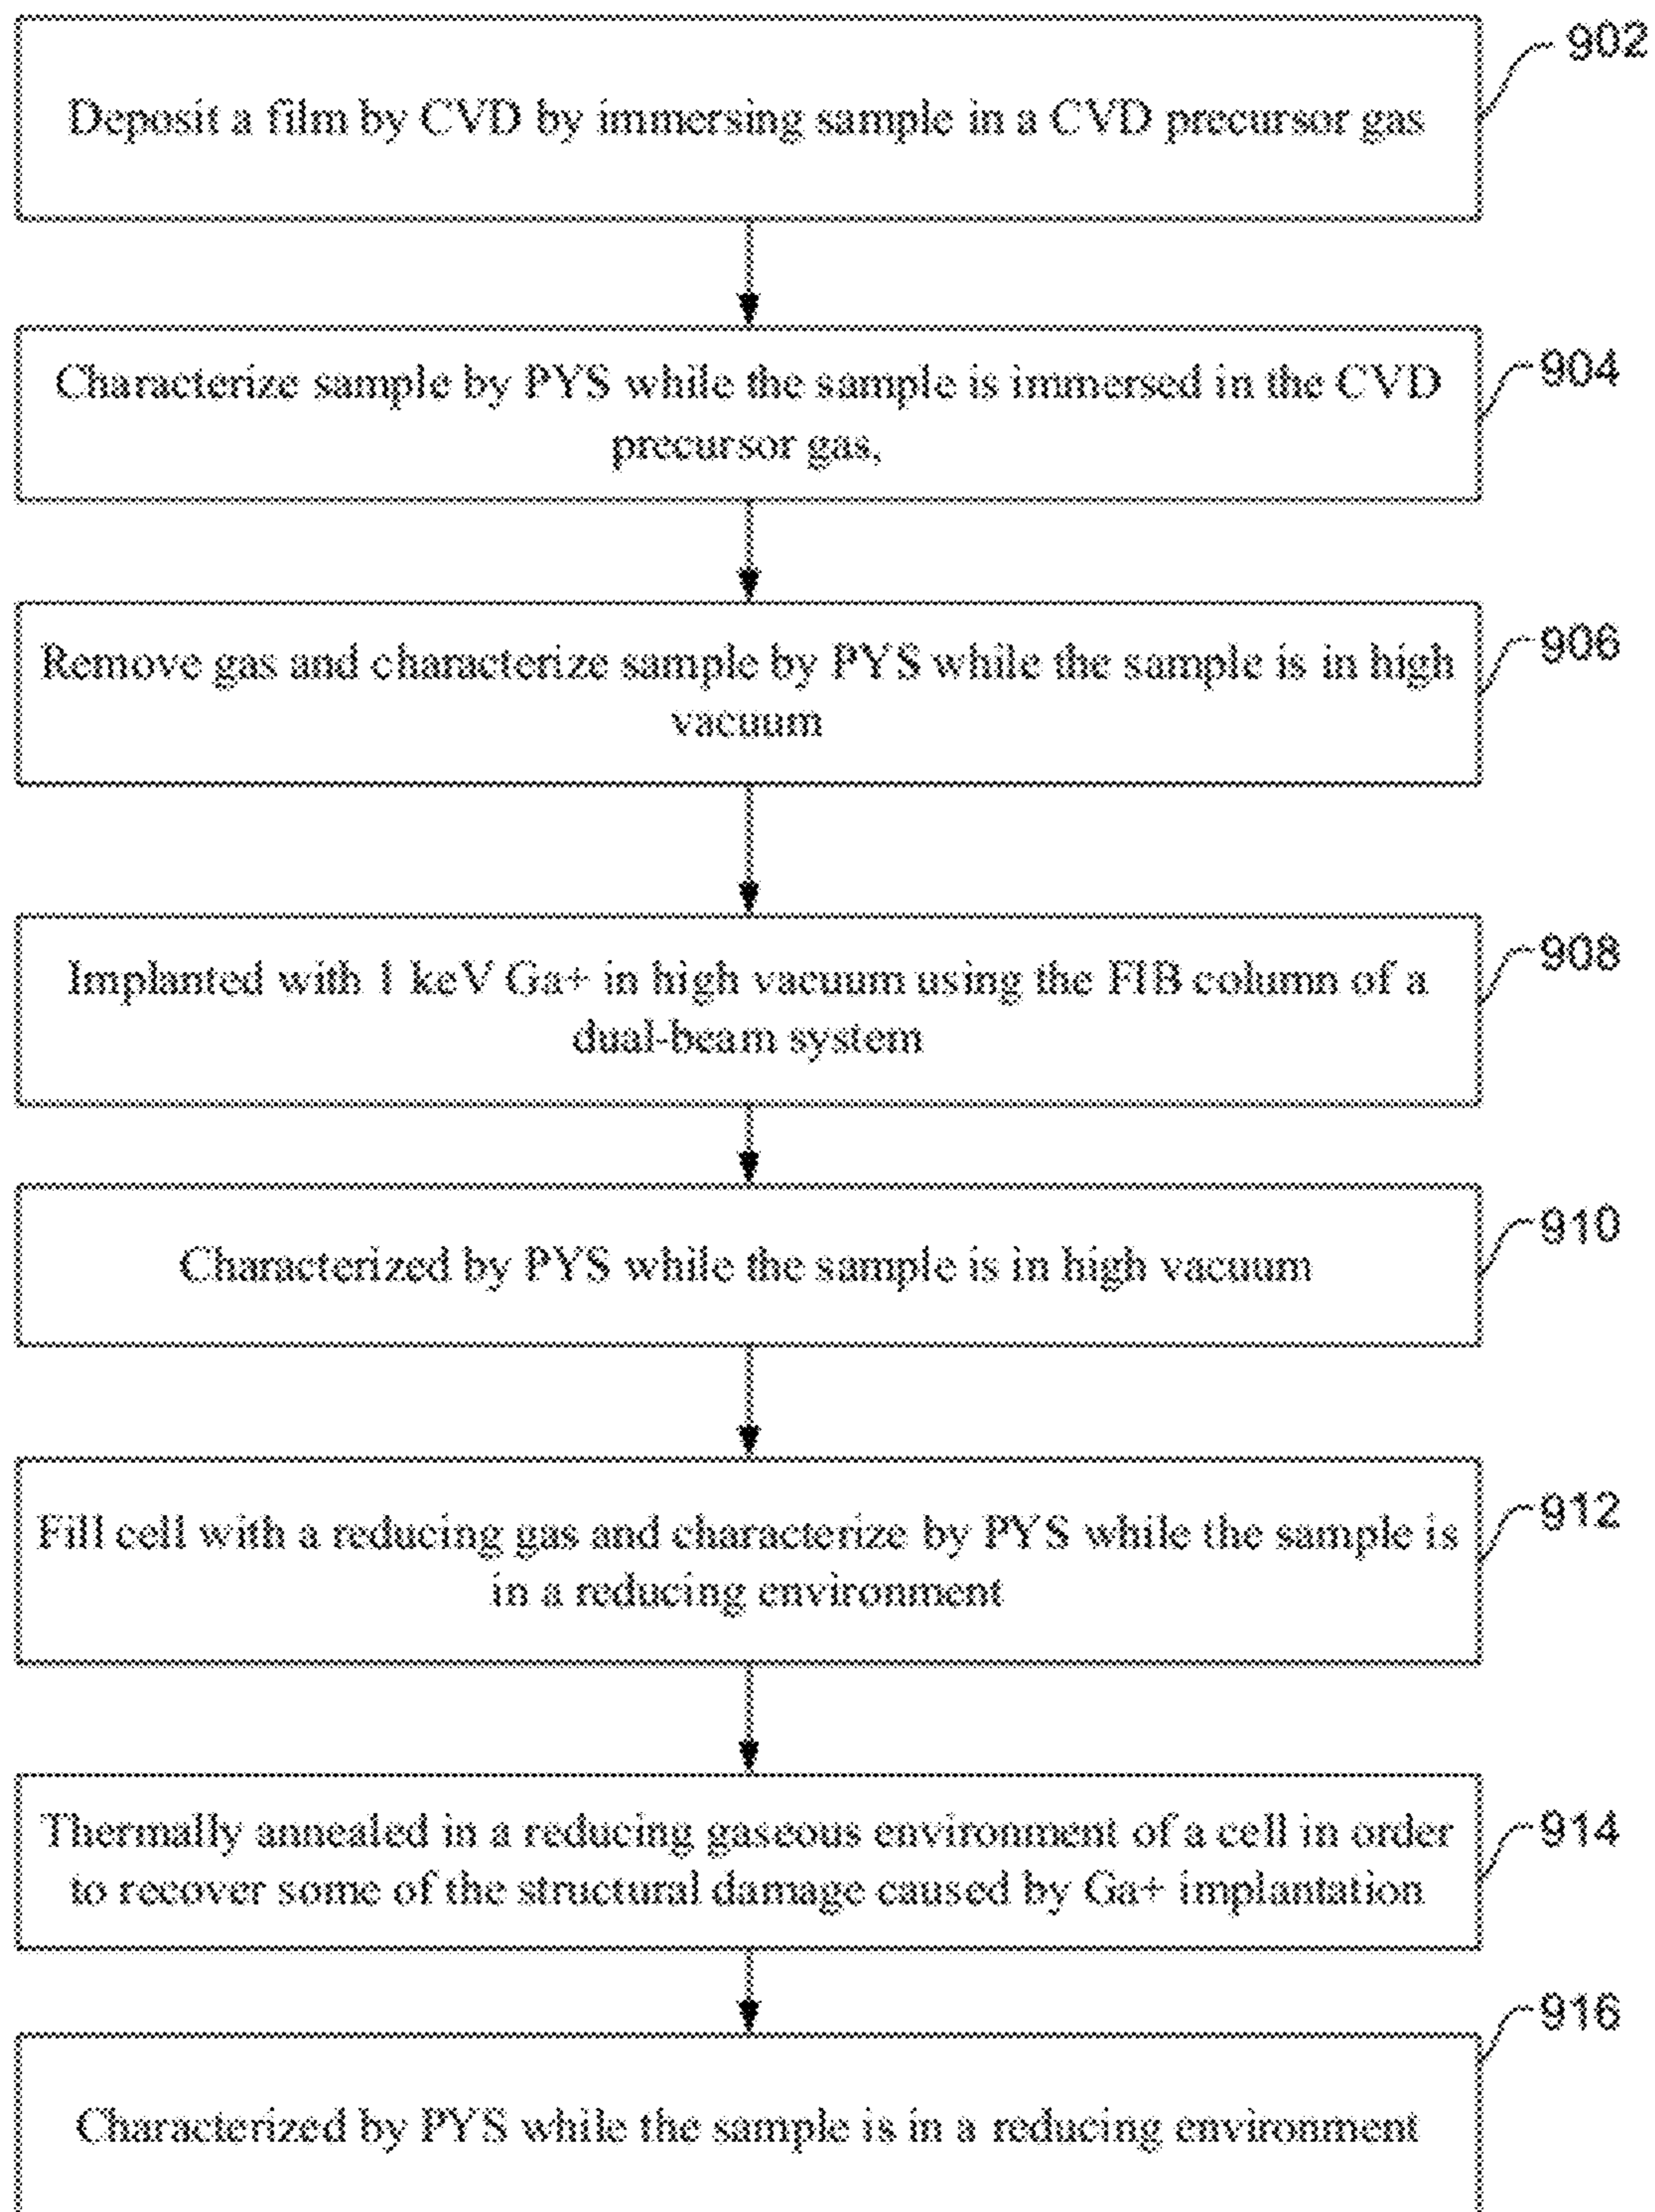 902
Deposit a film by CVD by immersing sample in a CVD precursor gas
904
Characterize sample by PYS while the sample is immersed in the CVD
precursor gas,
906
Remove gas and characterize sample by PYS while the sample is in high
vacuum
908
Implanted with 1 keV Ga+ in high vacuum using the FIB column of a
dual-beam system
910
Characterized by PYS while the sample is in high vacuum
912
Fill cell with a reducing gas and characterize by PYS while the sample is
in a reducing environment
914
Thermally annealed in a reducing gaseous environment of a cell in order
to recover some of the structural damage caused by Ga+ implantation
916
Characterized by PYS while the sample is in a reducing environment